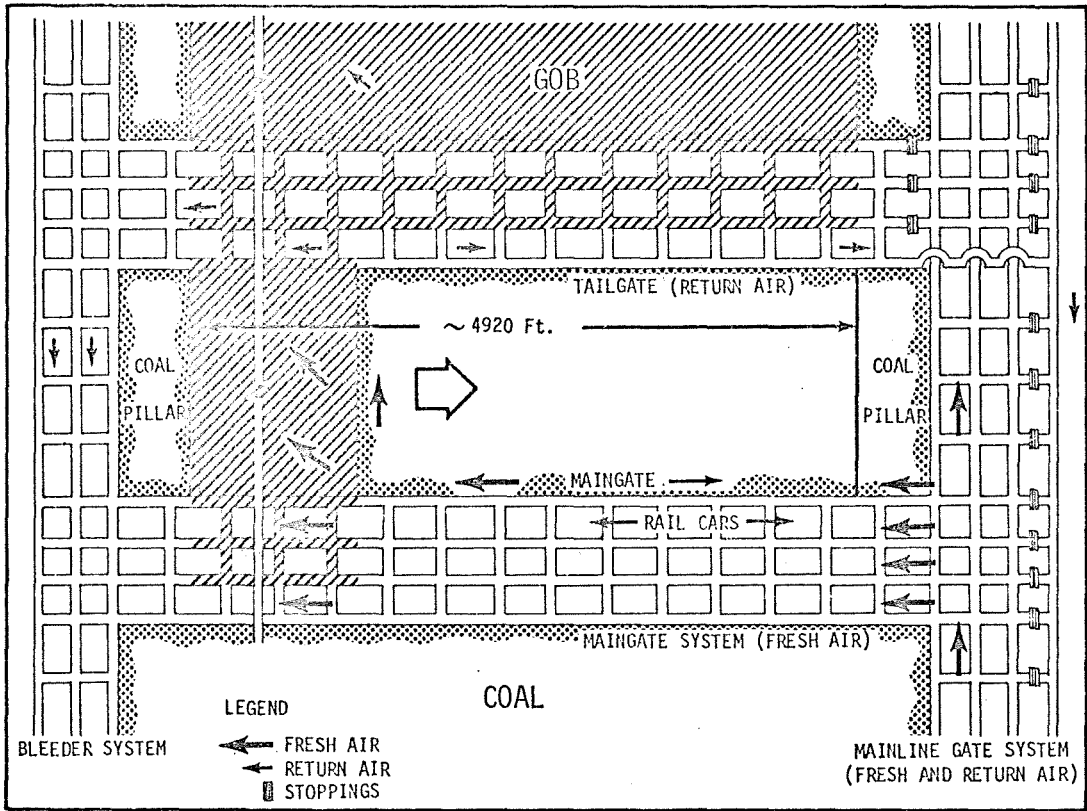 GOB
TAILGATE (RETURN AIR)
~ 4920 Ft.
COAL
PILLAR
COAL
PILLAR
MAINGATE
RAIL CARS
MAINGATE SYSTEM (FRESH AIR)
COAL
LEGEND
FRESH AIR
RETURN AIR
STOPPINGS
BLEEDER SYSTEM
MAINLINE GATE SYSTEM
(FRESH AND RETURN AIR)